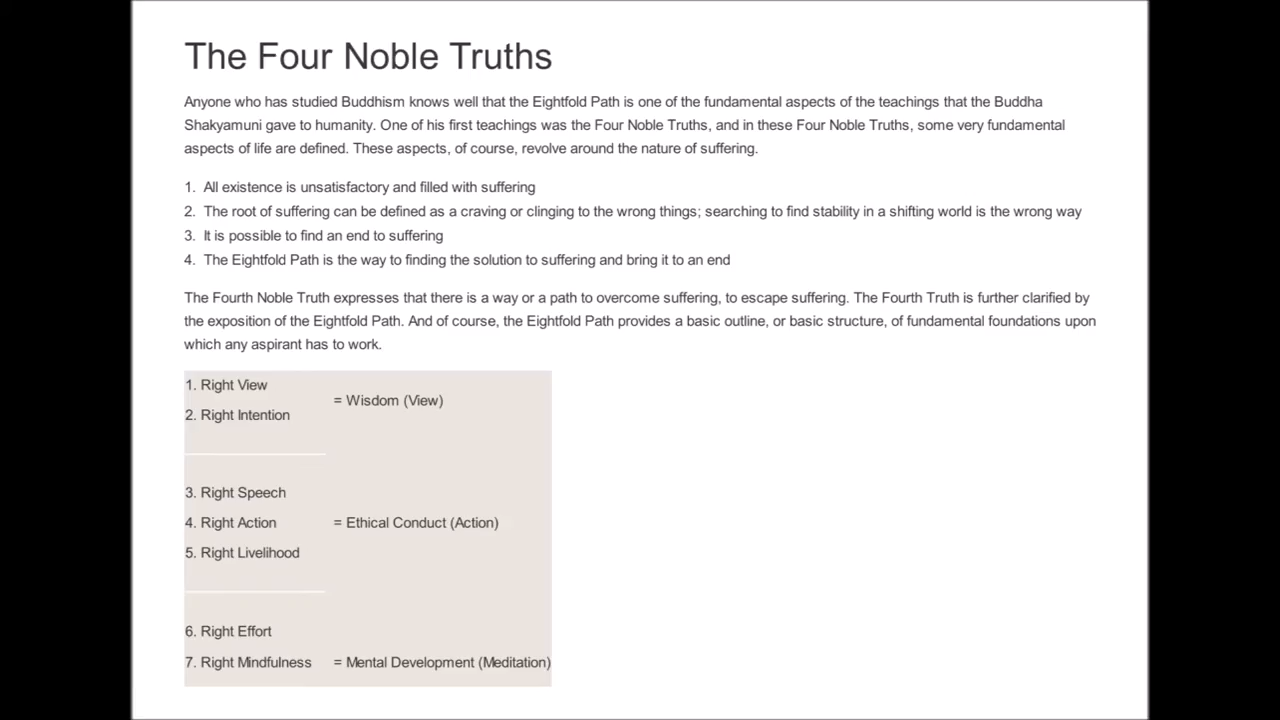 The Four Noble Truths
Anyone who has studied Buddhism knows well that the Eightfold Path is one of the fundamental aspects of the teachings that the Buddha
Shakyamuni gave to humanity. One of his first teachings was the Four Noble Truths, and in these Four Noble Truths, some very fundamental
aspects of life are defined. These aspects, of course, revolve around the nature of suffering.
1. All existence is unsatisfactory and filled with suffering
2. The root of suffering can be defined as a craving or clinging to the wrong things; searching to find stability in a shifting world is the wrong way
3. It is possible to find an end to suffering
4. The Eightfold Path is the way to finding the solution to suffering and bring it to an end
The Fourth Noble Truth expresses that there is a way or a path to overcome suffering, to escape suffering. The Fourth Truth is further clarified by
the exposition of the Eightfold Path. And of course, the Eightfold Path provides a basic outline, or basic structure, of fundamental foundations upon
which any aspirant has to work.
1. Right View
= Wisdom (View)
2. Right Intention
3. Right Speech
4. Right Action = Ethical Conduct (Action)
5. Right Livelihood
6. Right Effort
7. Right Mindfulness = Mental Development (Meditation)